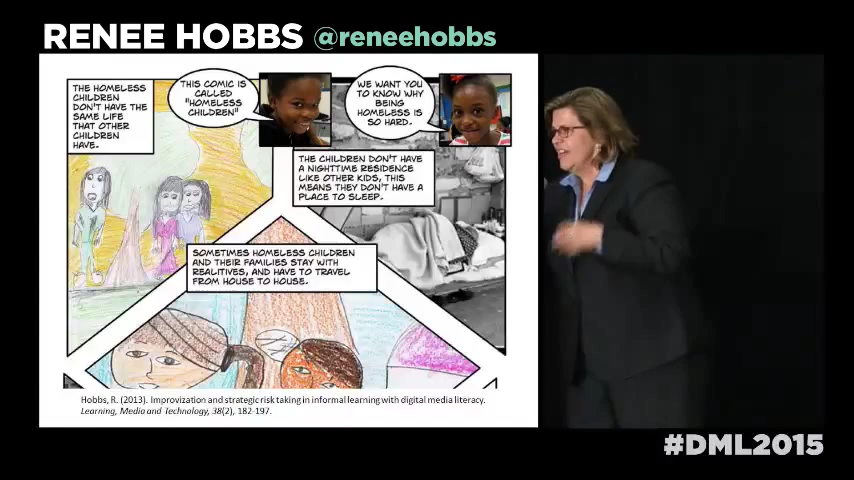 RENEE HOBBS @reneehobbs
THE HOMELESS
CHILDREN
DON'T HAVE THE
SAME LIFE
THAT OTHER
CHILDREN
HAVE.
THIS COMIC IS
CALLED
"HOMELESS
CHILDREN"
WE WANT YOU
TO KNOW WHY
BEING
HOMELESS IS
SO HARD.
THE CHILDREN DON'T HAVE
A NIGHTTIME RESIDENCE
LIKE OTHER KIDS, THIS
MEANS THEY DON'T HAVE A
PLACE TO SLEEP.
SOMETIMES HOMELESS CHILDREN
AND THEIR FAMILIES STAY WITH
REALITIVES, AND HAVE TO TRAVEL
FROM HOUSE TO HOUSE.
Hobbs, R. (2013). Improvization and strategic risk taking in informal learning with digital media literacy.
Learning, Media and Technology, 38(2), 182-197.
#DML2015